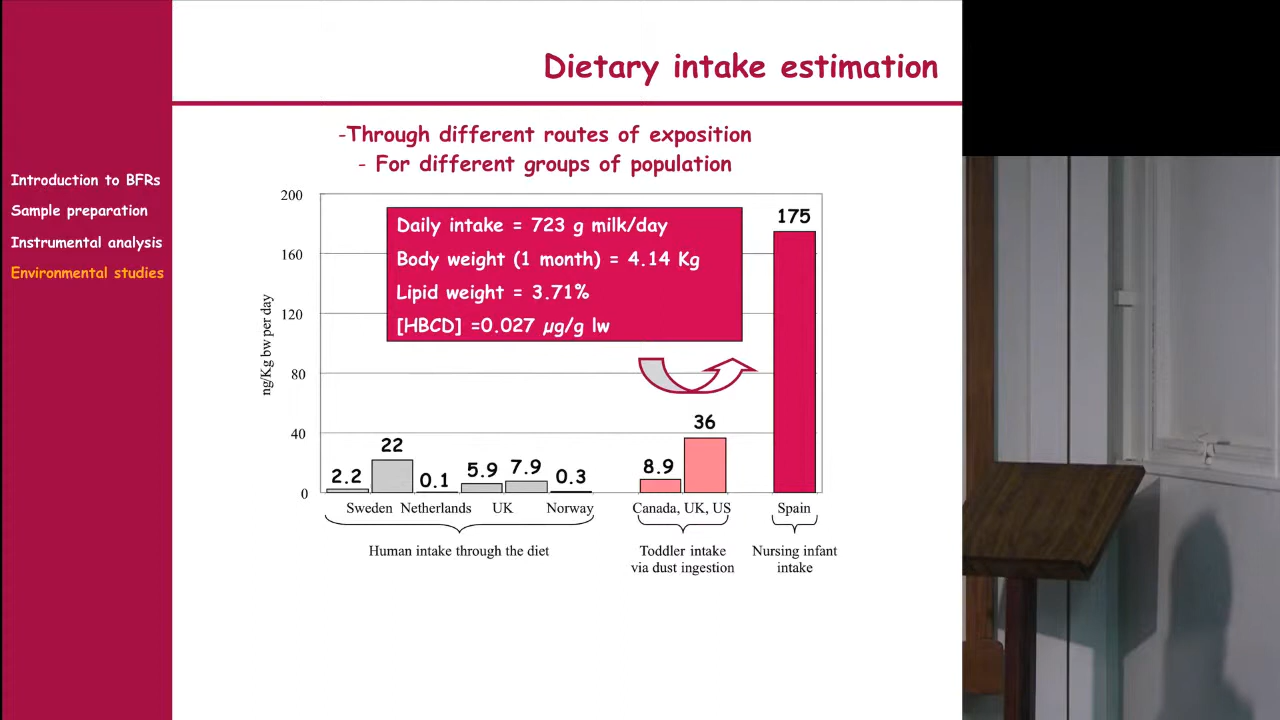 Dietary intake estimation
-Through different routes of exposition
- For different groups of population
Introduction to BFRs
Sample preparation
Instrumental analysis
Environmental studies
200
160
120
80
40
0
ng/Kg bw per day
Daily intake = 723 g milk/day
Body weight (1 month) = 4.14 Kg
Lipid weight = 3.71%
[HBCD] =0.027 µg/g lw
2.2
22
0.1
5.9
7.9
0.3
8.9
36
175
Sweden Netherlands UK Norway
Canada, UK, US
Spain
Human intake through the diet
Toddler intake
via dust ingestion
Nursing infant
intake